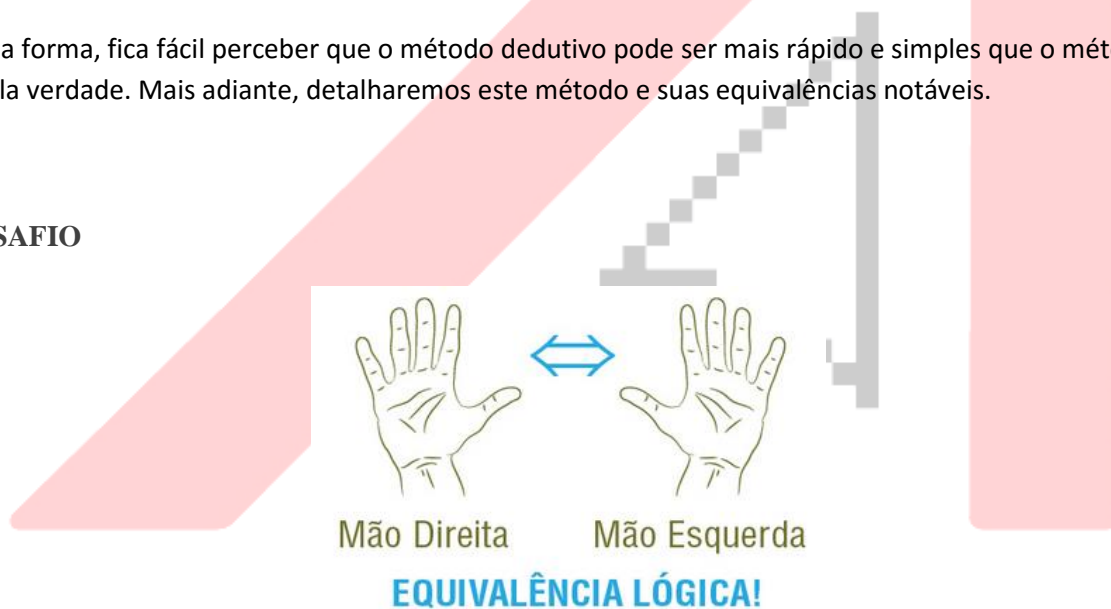 a forma, fica fácil perceber que o método dedutivo pode ser mais rápido e simples que o
la verdade. Mais adiante, detalharemos este método e suas equivalências notáveis.
SAFIO
Mão Direita Mão Esquerda
EQUIVALÊNCIA LÓGICA!